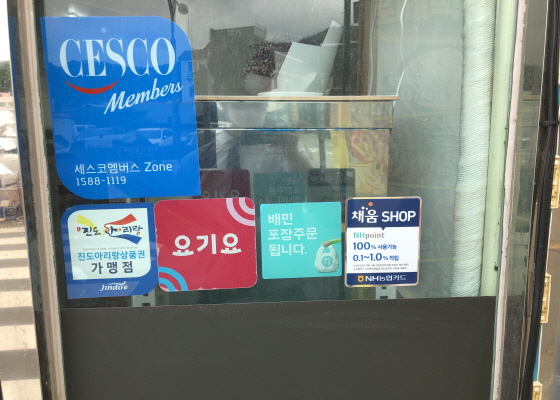 CESCO
Members
세스코멤버스 Zone
1588-1119
진도아리랑
진도아리랑상품권
가맹점
Jindo
요기요
배민
포장주문
됩니다.
채움 SHOP
NHpoint
100% 사용가능
0.1~1.0% 적립
NH농협카드